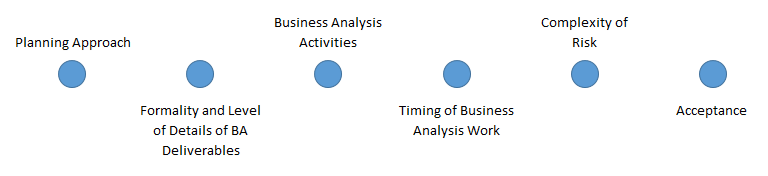 Planning Approach
Formality and Level
of Details of BA
Deliverables
Business Analysis
Activities
Timing of Business
Analysis Work
Complexity of
Risk
Acceptance